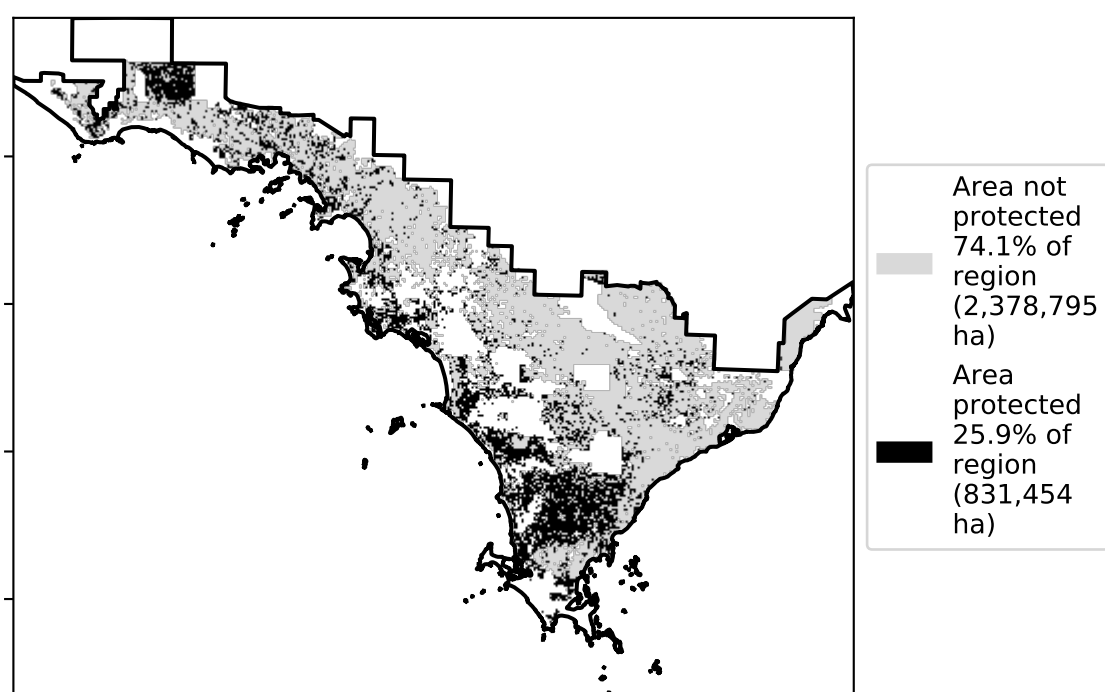 Area not
protected
74.1% of
region
(2,378,795
ha)
Area
protected
25.9% of
region
(831,454
ha)